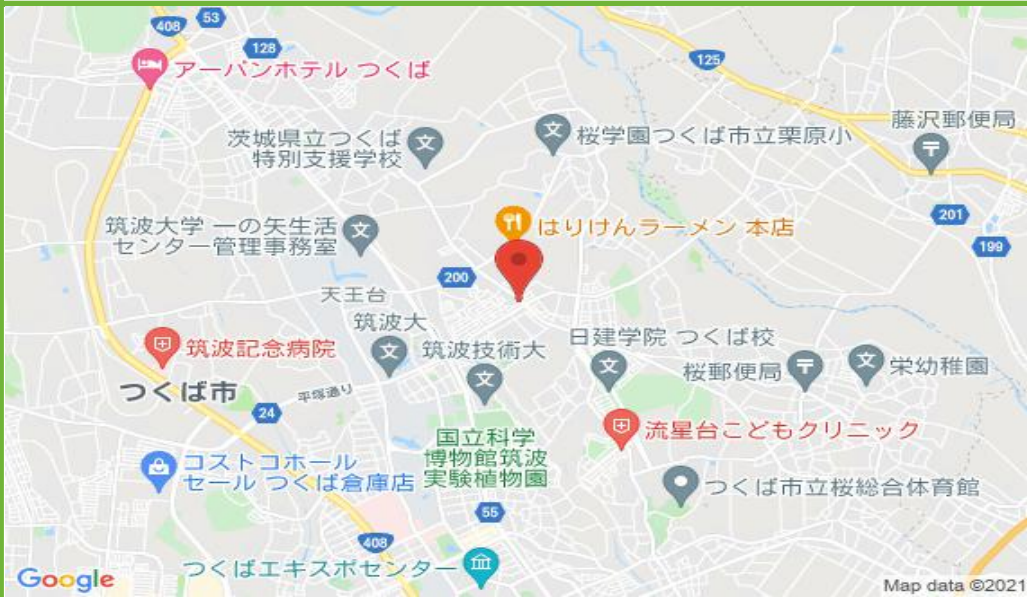 408
53
128
アーバンホテル つくば
125
藤沢郵便局
茨城県立つくば
特別支援学校
桜学園つくば市立栗原小
筑波大学 一の矢生活
センター管理事務室
はりけんラーメン 本店
201
199
200
天王台
筑波大
筑波技術大
日建学院 つくば校
筑波記念病院
桜郵便局
栄幼稚園
つくば市
平塚通り
24
流星台こどもクリニック
国立科学
博物館筑波
実験植物園
コストコホール
セール つくば倉庫店
つくば市立桜総合体育館
55
408
つくばエキスポセンター
Google
Map data ©2021